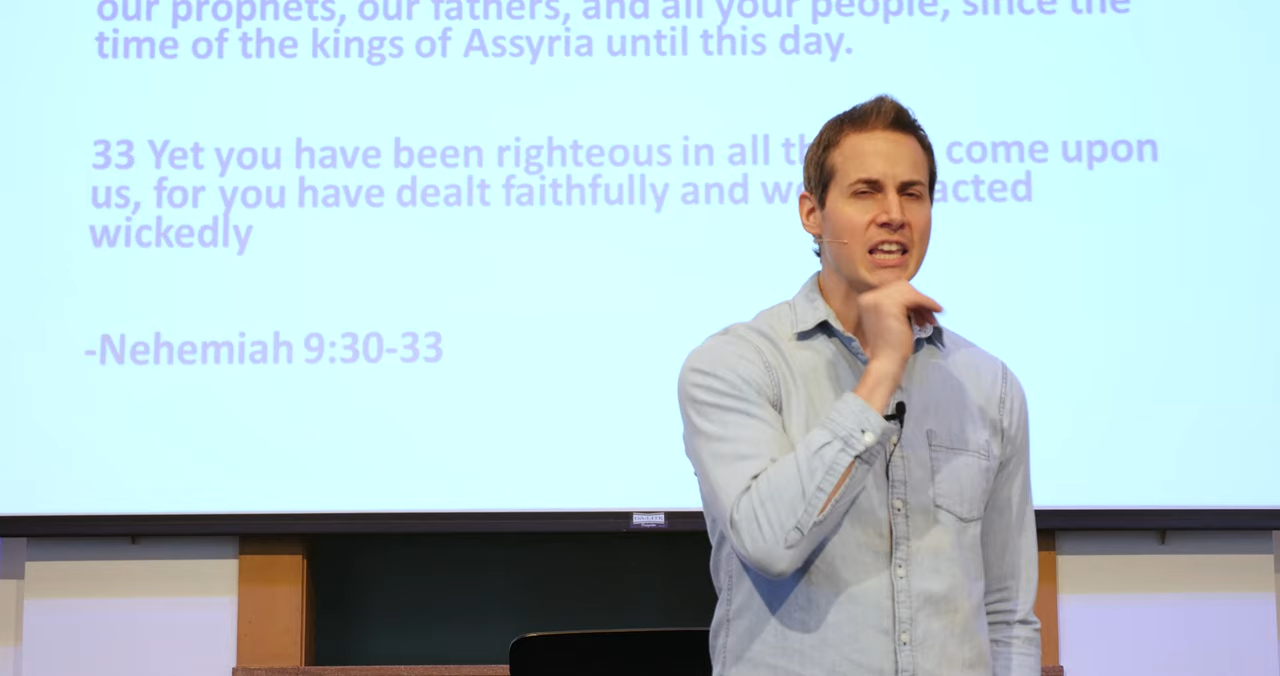 our prophets, our fathers, and all your people, since the
time of the kings of Assyria until this day.
33 Yet you have been righteous in all come upon
us, for you have dealt faithfully and acted
wickedly
-Nehemiah 9:30-33